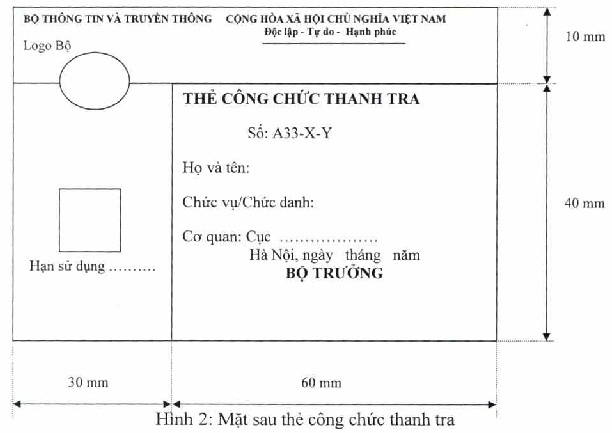 BỘ THÔNG TIN VÀ TRUYỀN THÔNG CỘNG HÒA XÃ HỘI CHỦ NGHĨA VIỆT NAM
Độc lập - Tự do - Hạnh phúc
Logo Bộ
10 mm
THẺ CÔNG CHỨC THANH TRA
Số: A33-X-Y
Họ và tên:
Chức vụ/Chức danh:
40 mm
Cơ quan: Cục ...................
Hà Nội, ngày tháng năm
Hạn sử dụng ..........
BỘ TRƯỞNG
30 mm
60 mm
Hình 2: Mặt sau thẻ công chức thanh tra